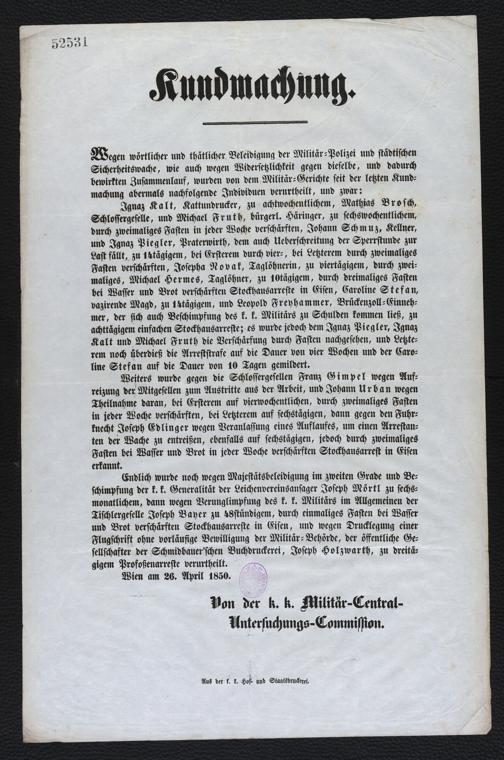 52531
Kundmachung.
Wegen wörtlicher und thätlicher Beleidigung der Militär-Polizei und städtischen
Sicherheitswache, wie auch wegen Widersetzlichkeit gegen dieselbe, und dadurch
bewirkten Zusammenlauf, wurden von dem Militär-Gerichte seit der letzten Kund-
machung abermals nachfolgende Individuen verurtheilt, und zwar:
Ignaz Kalt, Kattundrucker, zu achtwochentlichem, Mathias Brosch,
Schlossergeselle, und Michael Fruth, bürgerl. Häringer, zu sechswochentlichem,
durch zweimaliges Fasten in jeder Woche verschärften, Johann Schmuz, Kellner,
und Ignaz Piegler, Praterwirth, dem auch Ueberschreitung der Sperrstunde zur
Last fällt, zu 14tägigem, bei Ersterem durch vier-, bei Letzterem durch zweimaliges
Fasten verschärften, Josepha Novak, Taglöhnerin, zu viertägigem, durch zwei-
maliges, Michael Hermes, Taglöhner, zu 10tägigem, durch dreimaliges Fasten
bei Wasser und Brot verschärften Stockhausarreste in Eisen, Caroline Stefan,
vazirende Magd, zu 14tägigem, und Leopold Freyhammer, Brückenzoll-Einneh-
mer, der sich auch Beschimpfung des k. k. Militärs zu Schulden kommen ließ, zu
achttägigem einfachen Stockhausarreste; es wurde jedoch dem Ignaz Piegler, Ignaz
Kalt und Michael Fruth die Verschärfung durch Fasten nachgesehen, und Letzte-
rem noch überdieß die Arreststrafe auf die Dauer von vier Wochen und der Caro-
line Stefan auf die Dauer von 10 Tagen gemildert.
Weiters wurde gegen die Schlossergesellen Franz Gimpel wegen Auf-
reizung der Mitgesellen zum Austritte aus der Arbeit, und Johann Urban wegen
Theilnahme daran, bei Ersterem auf vierwochentlichen, durch zweimaliges Fasten
in jeder Woche verschärften, bei Letzterem auf sechstägigen, dann gegen den Fuhr-
knecht Joseph Edlinger wegen Veranlassung eines Auflaufes, um einen Arrestan-
ten der Wache zu entreißen, ebenfalls auf sechstägigen, jedoch durch zweimaliges
Fasten bei Wasser und Brot in jeder Woche verschärften Stockhausarrest in Eisen
erkannt.
Endlich wurde noch wegen Majestätsbeleidigung im zweiten Grade und Be-
schimpfung der k. k. Generalität der Leichenvereinsansager Joseph Mörtl zu sechs-
monatlichem, dann wegen Verunglimpfung des k. k. Militärs im Allgemeinen der
Tischlergeselle Joseph Bayer zu 48stündigem, durch einmaliges Fasten bei Wasser
und Brot verschärften Stockhausarreste in Eisen, und wegen Drucklegung einer
Flugschrift ohne vorläufige Bewilligung der Militär-Behörde, der öffentliche Ge-
sellschafter der Schmidbauer'schen Buchdruckerei, Joseph Holzwarth, zu dreitä-
gigem Profosenarreste verurtheilt.
Wien am 26. April 1850.
Von der k. k. Militär-Central-
Untersuchungs-Commission.
Aus der k. k. Hof- und Staatsdruckerei.